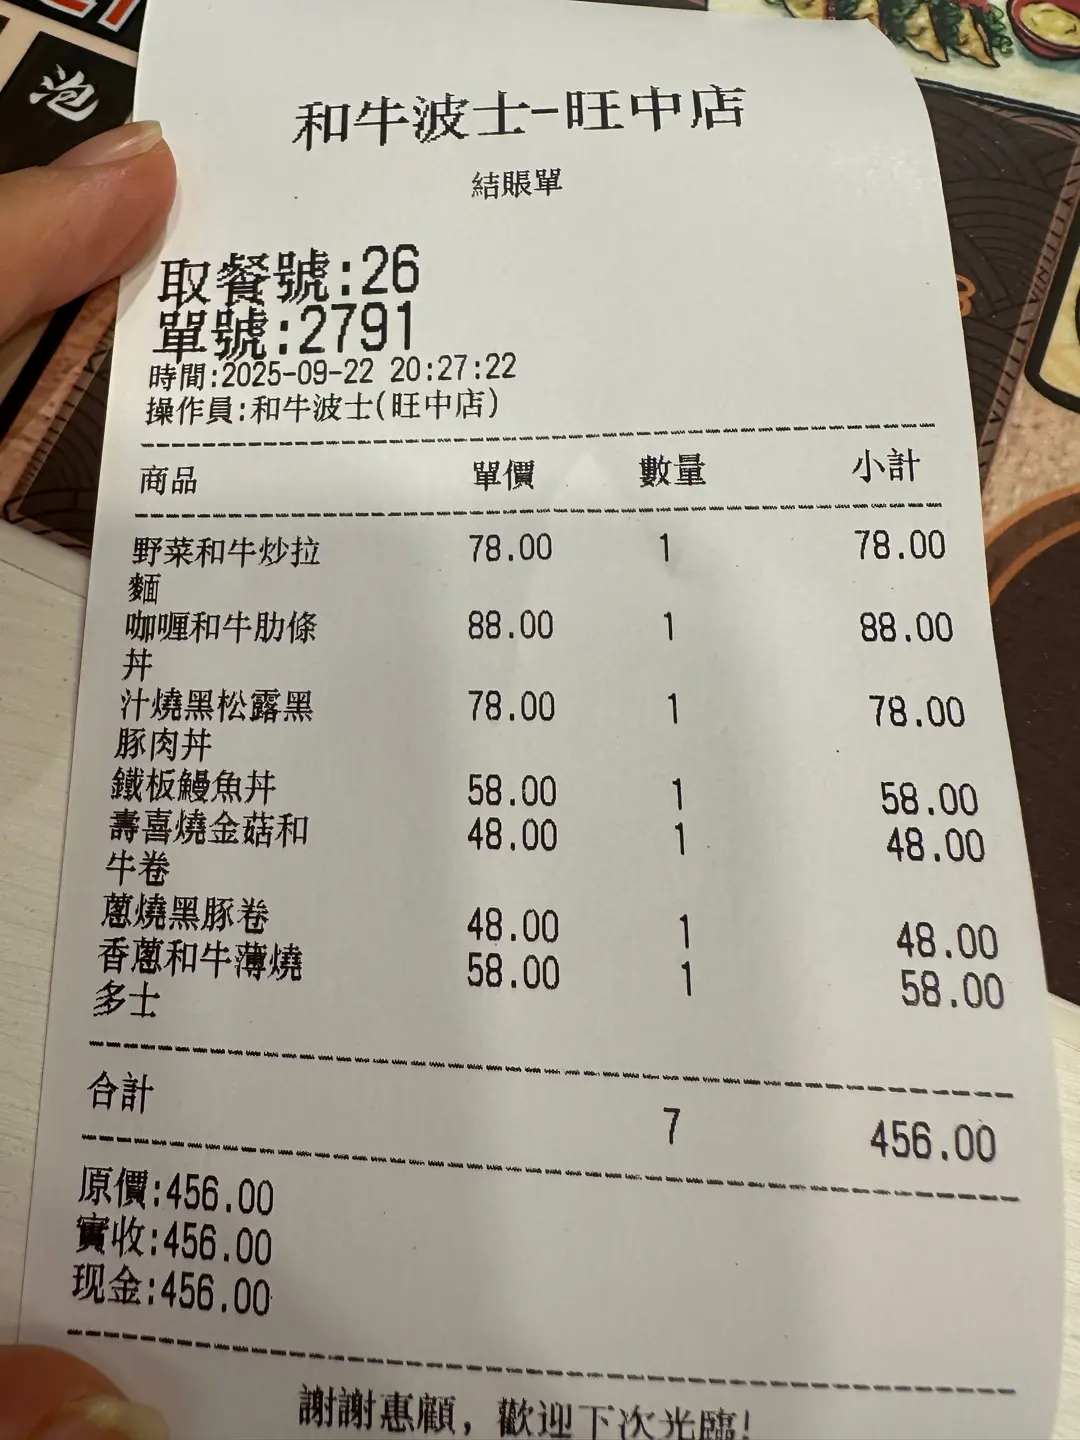 泡
和牛波士-旺中店
結賬單
取餐號:26
單號:2791
時間:2025-09-22 20:27:22
操作員:和牛波士(旺中店)
商品 單價 數量 小計
野菜和牛炒拉 78.00 1 78.00
麵
咖喱和牛肋條 88.00 1 88.00
丼
汁燒黑松露黑 78.00 1 78.00
豚肉丼
鐵板鰻魚丼 58.00 1 58.00
壽喜燒金菇和 48.00 1 48.00
牛卷
蔥燒黑豚卷 48.00 1 48.00
香蔥和牛薄燒 58.00 1 58.00
多士
合計 7 456.00
原價:456.00
實收:456.00
现金:456.00
謝謝惠顧，歡迎下次光臨!